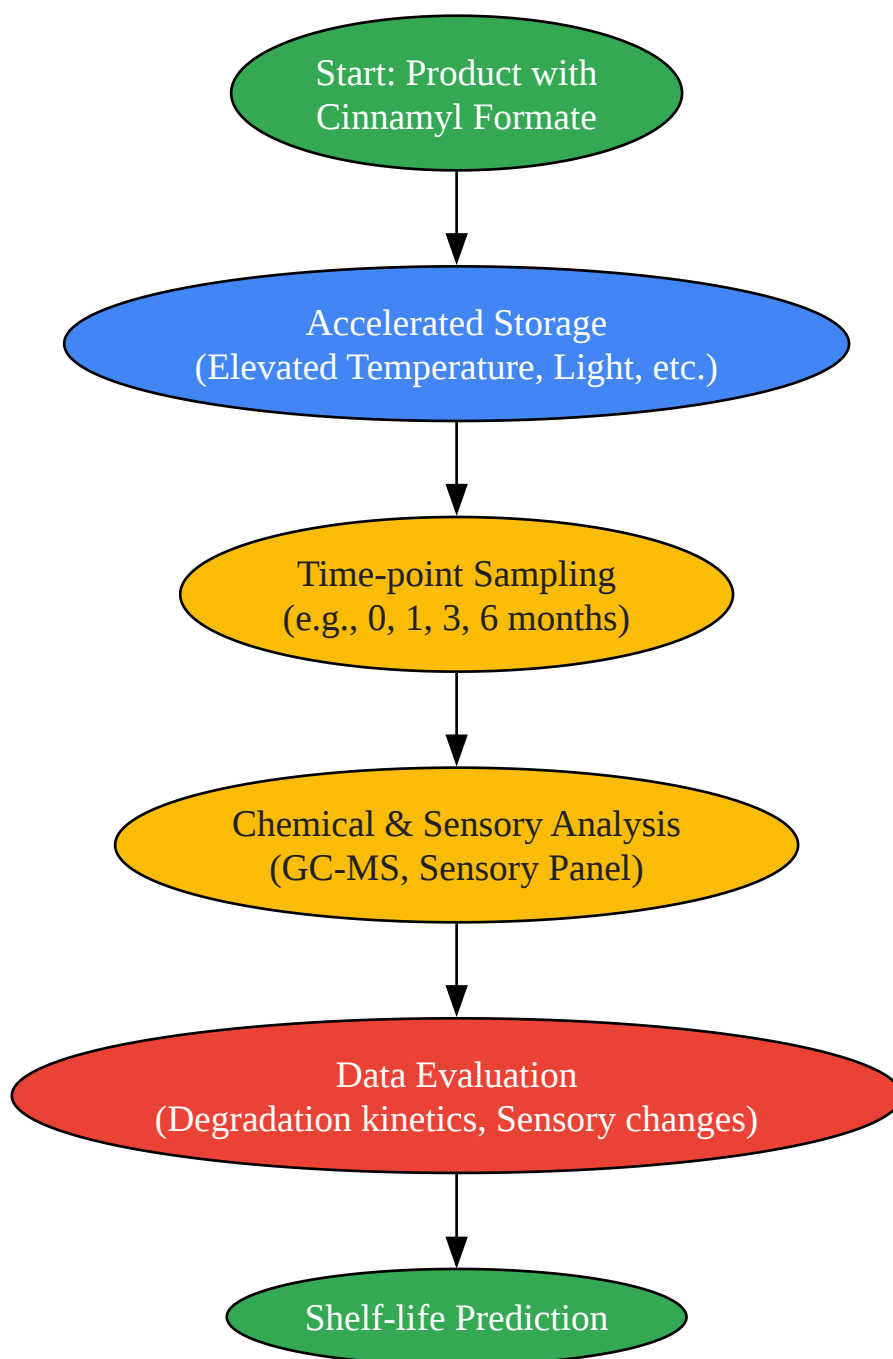 Start: Product with
Cinnamyl Formate
Accelerated Storage
(Elevated Temperature, Light, etc.)
Time-point Sampling
(e.g., 0, 1, 3, 6 months)
Chemical & Sensory Analysis
(GC-MS, Sensory Panel)
Data Evaluation
(Degradation kinetics, Sensory changes)
Shelf-life Prediction